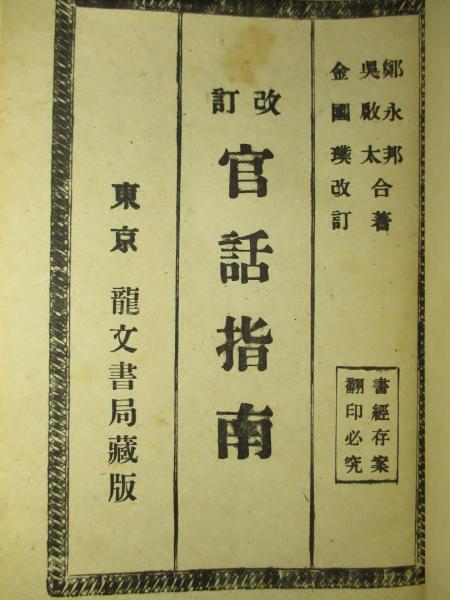 鄭永邦
吳啟太
合著
金國璞改訂
書經存案
翻印必究
改訂
官話指南
東京 龍文書局藏版